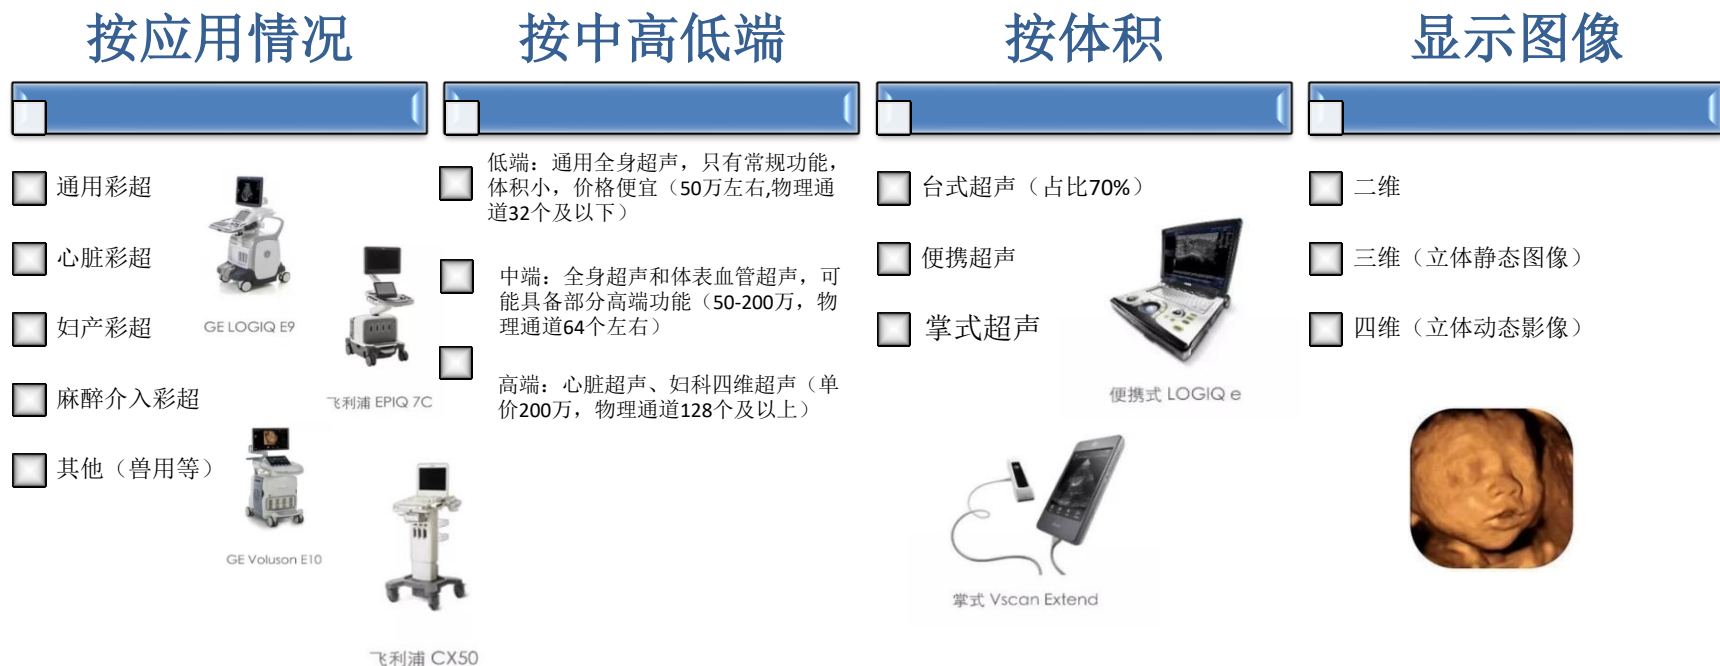 按应用情况
通用彩超
心脏彩超
妇产彩超
麻醉介入彩超
其他（兽用等）
GE LOGIQ E9
飞利浦 EPIQ 7C
GE Voluson E10
飞利浦 CX50
按中高低端
低端：通用全身超声，只有常规功能，
体积小，价格便宜（50万左右,物理通
道32个及以下）
中端：全身超声和体表血管超声，可
能具备部分高端功能（50-200万，物
理通道64个左右）
高端：心脏超声、妇科四维超声（单
价200万，物理通道128个及以上）
按体积
台式超声（占比70%）
便携超声
掌式超声
便携式 LOGIQ e
掌式 Vscan Extend
显示图像
二维
三维（立体静态图像）
四维（立体动态影像）